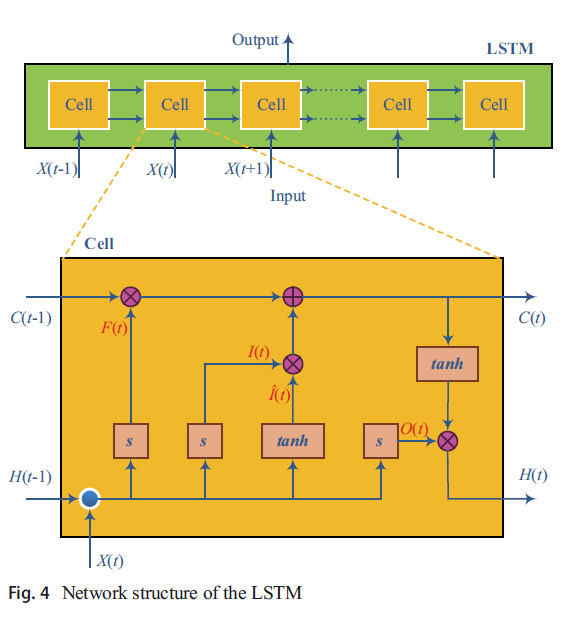 Output
LSTM
Cell Cell Cell Cell Cell
X(t-1) X(t) X(t+1)
Input
Cell
C(t-1) C(t)
F(t)
I(t)
tanh
Î(t)
O(t)
s s tanh s
H(t-1) H(t)
X(t)
Fig. 4 Network structure of the LSTM